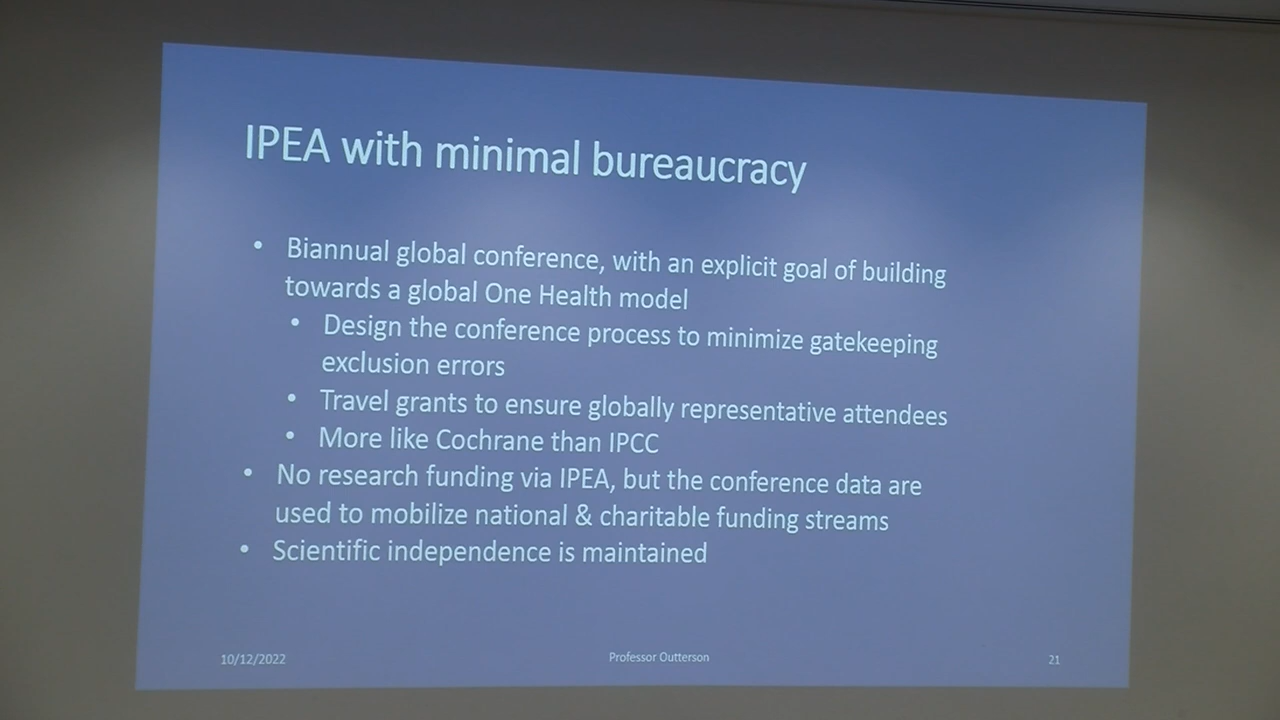 IPEA with minimal bureaucracy
• Biannual global conference, with an explicit goal of building
towards a global One Health model
• Design the conference process to minimize gatekeeping
exclusion errors
• Travel grants to ensure globally representative attendees
• More like Cochrane than IPCC
• No research funding via IPEA, but the conference data are
used to mobilize national & charitable funding streams
• Scientific independence is maintained
10/12/2022
Professor Outterson
21